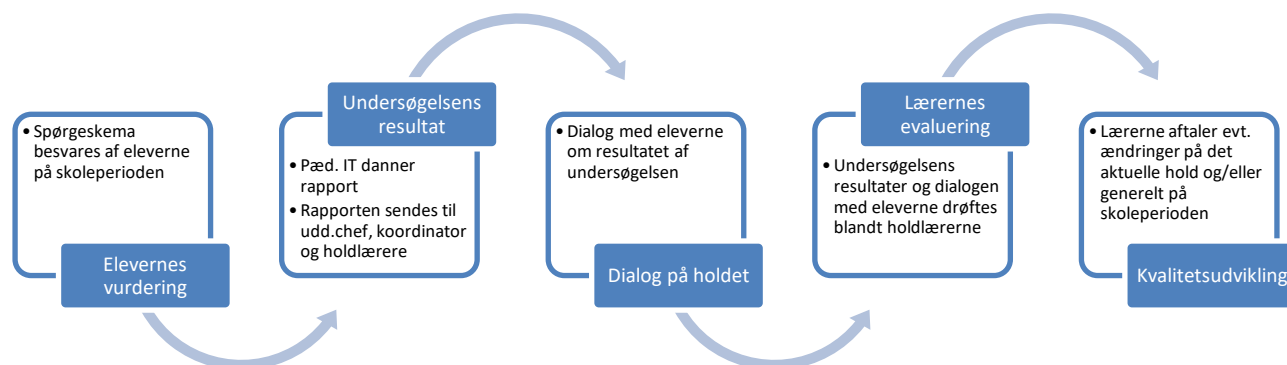 • Spørgeskema
besvares af eleverne
på skoleperioden
Elevernes
vurdering
Undersøgelsens
resultat
• Pæd. IT danner
rapport
• Rapporten sendes til
udd.chef, koordinator
og holdlærere
• Dialog med eleverne
om resultatet af
undersøgelsen
Dialog på holdet
Lærernes
evaluering
• Undersøgelsens
resultater og dialogen
med eleverne drøftes
blandt holdlærerne
• Lærerne aftaler evt.
ændringer på det
aktuelle hold og/eller
generelt på
skoleperioden
Kvalitetsudvikling